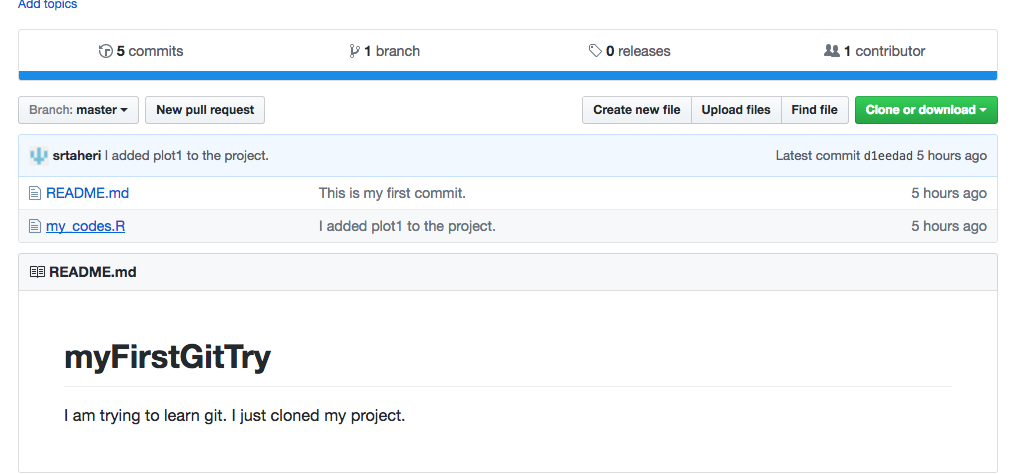 Add topics
5 commits 1 branch 0 releases 1 contributor
Branch: master New pull request Create new file Upload files Find file Clone or download
srtaheri I added plot1 to the project. Latest commit d1eedad 5 hours ago
README.md This is my first commit. 5 hours ago
my_codes.R I added plot1 to the project. 5 hours ago
README.md
myFirstGitTry
I am trying to learn git. I just cloned my project.